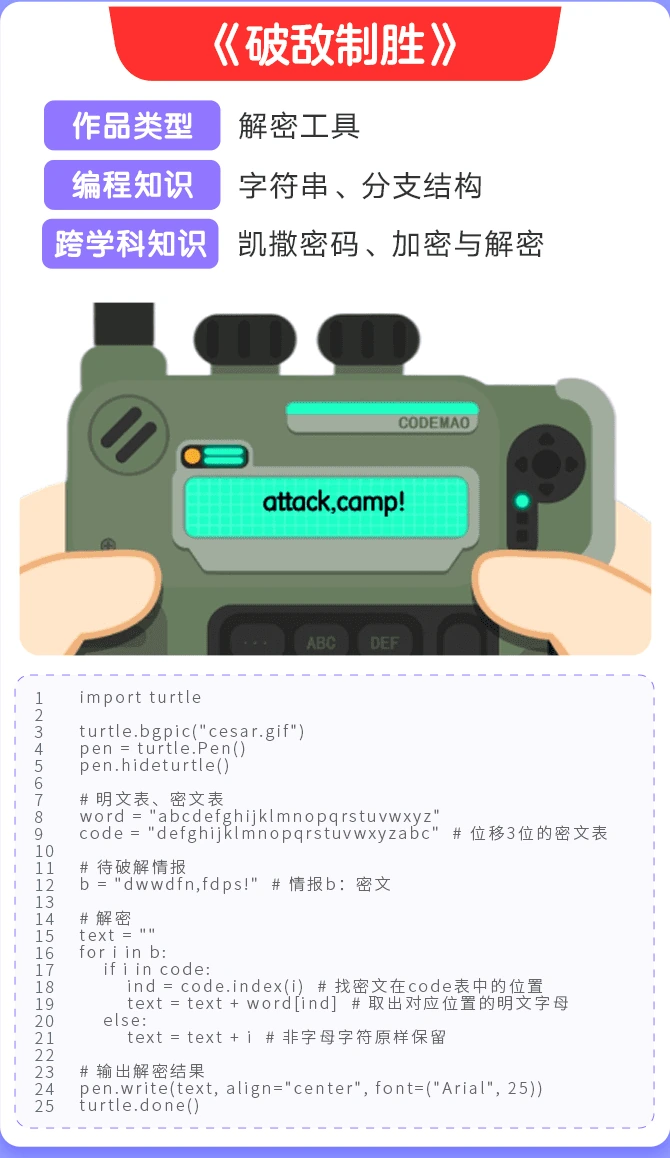 《破敌制胜》
作品类型 解密工具
编程知识 字符串、分支结构
跨学科知识 凯撒密码、加密与解密
CODEMAO
attack,camp!
... ABC DEF
1 import turtle
2
3 turtle.bgpic("cesar.gif")
4 pen = turtle.Pen()
5 pen.hideturtle()
6
7 # 明文表、密文表
8 word = "abcdefghijklmnopqrstuvwxyz"
9 code = "defghijklmnopqrstuvwxyzabc" # 位移3位的密文表
10
11 # 待破解情报
12 b = "dwwdfn,fdps!" # 情报b：密文
13
14 # 解密
15 text = ""
16 for i in b:
17 if i in code:
18 ind = code.index(i) # 找密文在code表中的位置
19 text = text + word[ind] # 取出对应位置的明文字母
20 else:
21 text = text + i # 非字母字符原样保留
22
23 # 输出解密结果
24 pen.write(text, align="center", font=("Arial", 25))
25 turtle.done()